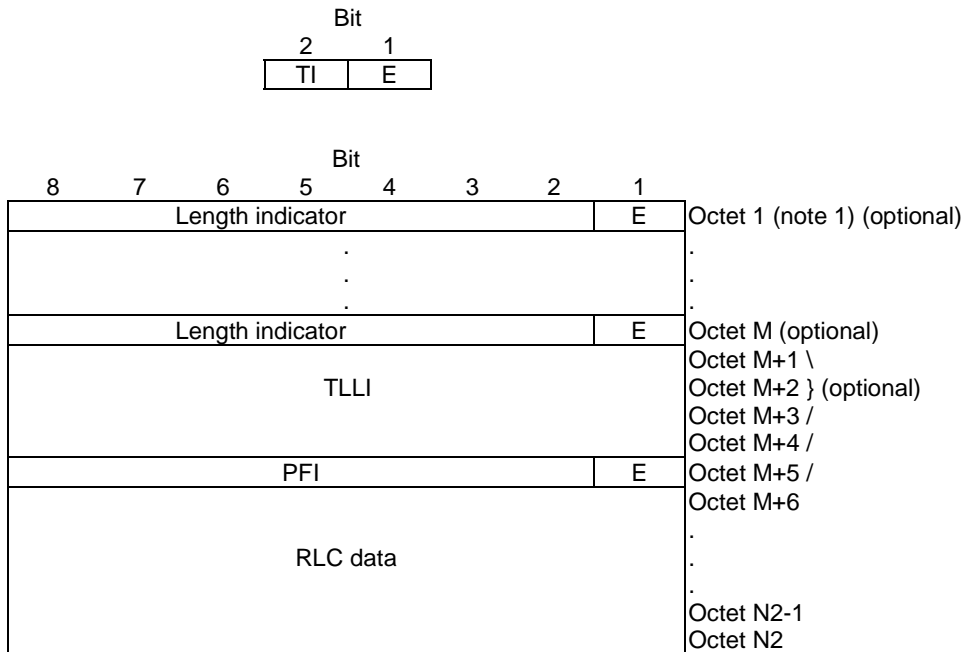 Bit
2 1
TI E
Bit
8 7 6 5 4 3 2 1
Length indicator E Octet 1 (note 1) (optional)
. .
. .
. .
Length indicator E Octet M (optional)
Octet M+1 \
TLLI Octet M+2 } (optional)
Octet M+3 /
Octet M+4 /
PFI E Octet M+5 /
Octet M+6
.
RLC data .
.
Octet N2-1
Octet N2